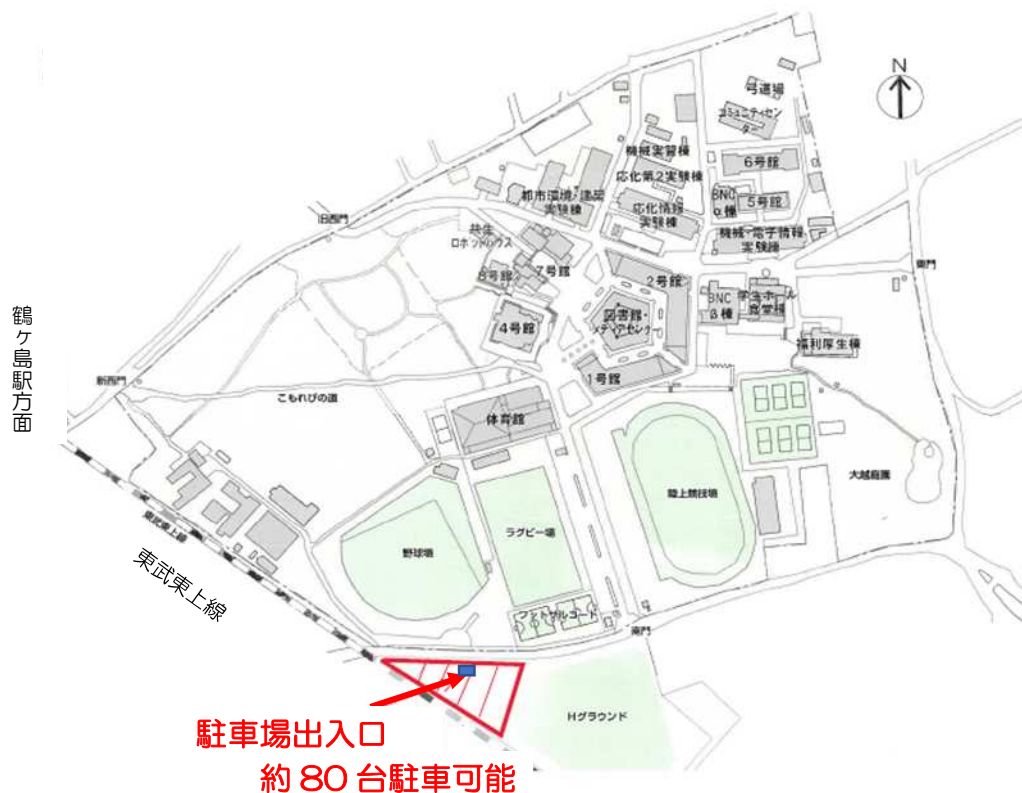 N
弓道場
コミュニティセン
ター
機械実習棟
6号館
応化第2実験棟
都市環境・建築
実験棟
BNC
α棟
5号館
応化情報
実験棟
旧西門
共生
ロボットハウス
機械・電子情報
実験棟
東門
7号館
8号館
2号館
BNC
β棟
学生ホール
食堂棟
図書館・
メディアセンター
4号館
福利厚生棟
鶴ヶ島駅方面
新西門
1号館
こもれびの道
体育館
大越庭園
陸上競技場
東武東上線
ラグビー場
野球場
東武東上線
フットサルコート
南門
Hグラウンド
駐車場出入口
約80台駐車可能